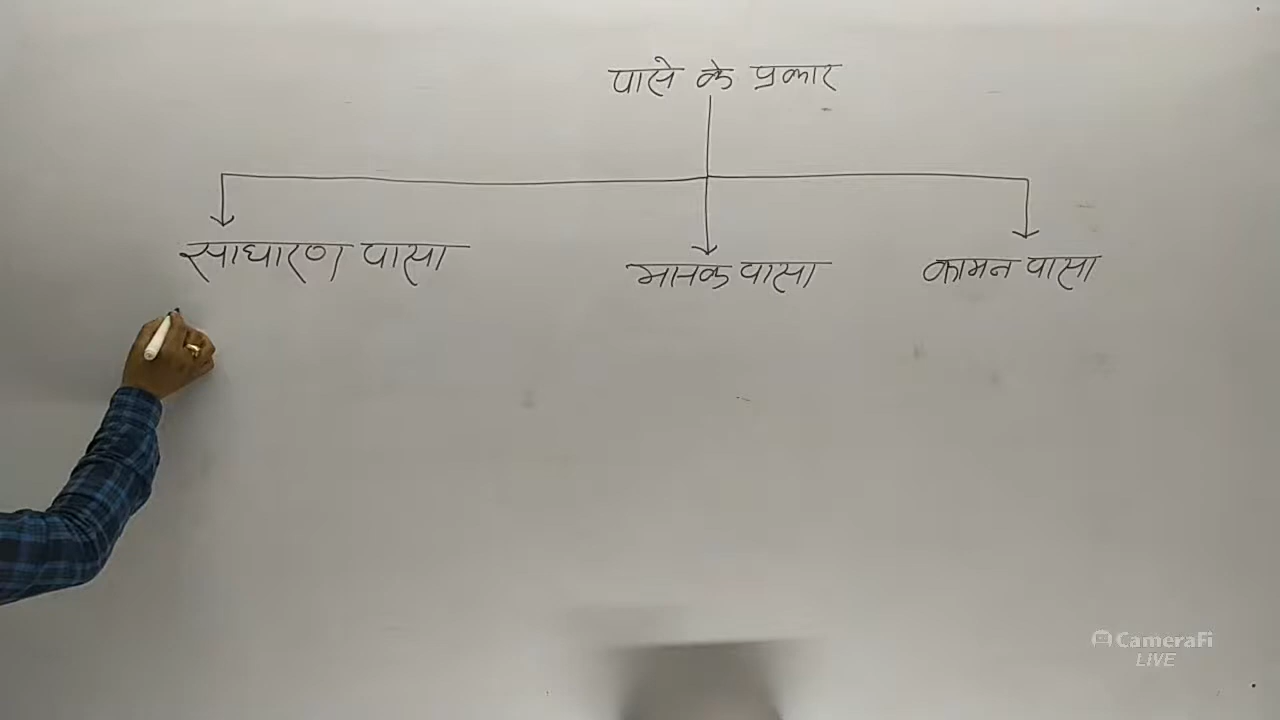 पासे के प्रकार
साधारण पासा
मानक पासा
कामन पासा
CameraFi
LIVE